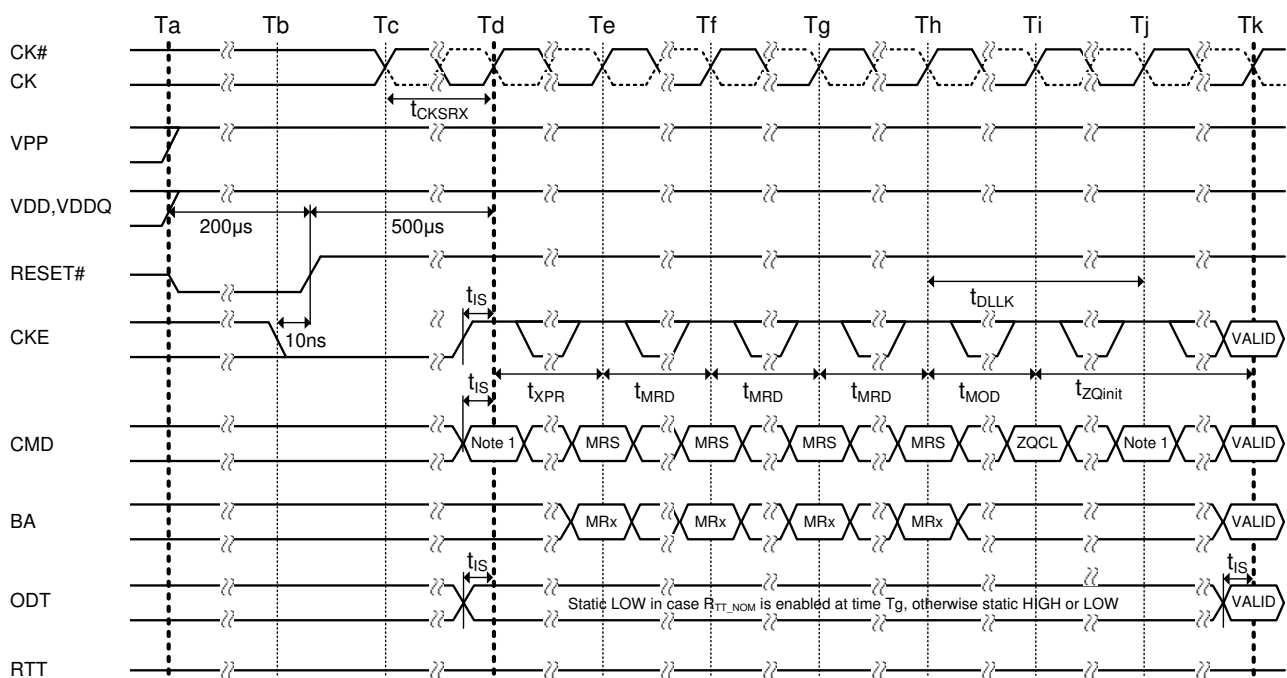 Ta Tb Tc Td Te Tf Tg Th Ti Tj Tk
CK#
CK
tCKSRX
VPP
VDD,VDDQ
200µs 500µs
RESET#
tIS tDLLK
CKE 10ns VALID
tIS tXPR tMRD tMRD tMRD tMOD tZQinit
CMD Note 1 MRS MRS MRS MRS ZQCL Note 1 VALID
BA MRx MRx MRx MRx VALID
tIS tIS
ODT Static LOW in case RTT_NOM is enabled at time Tg, otherwise static HIGH or LOW VALID
RTT